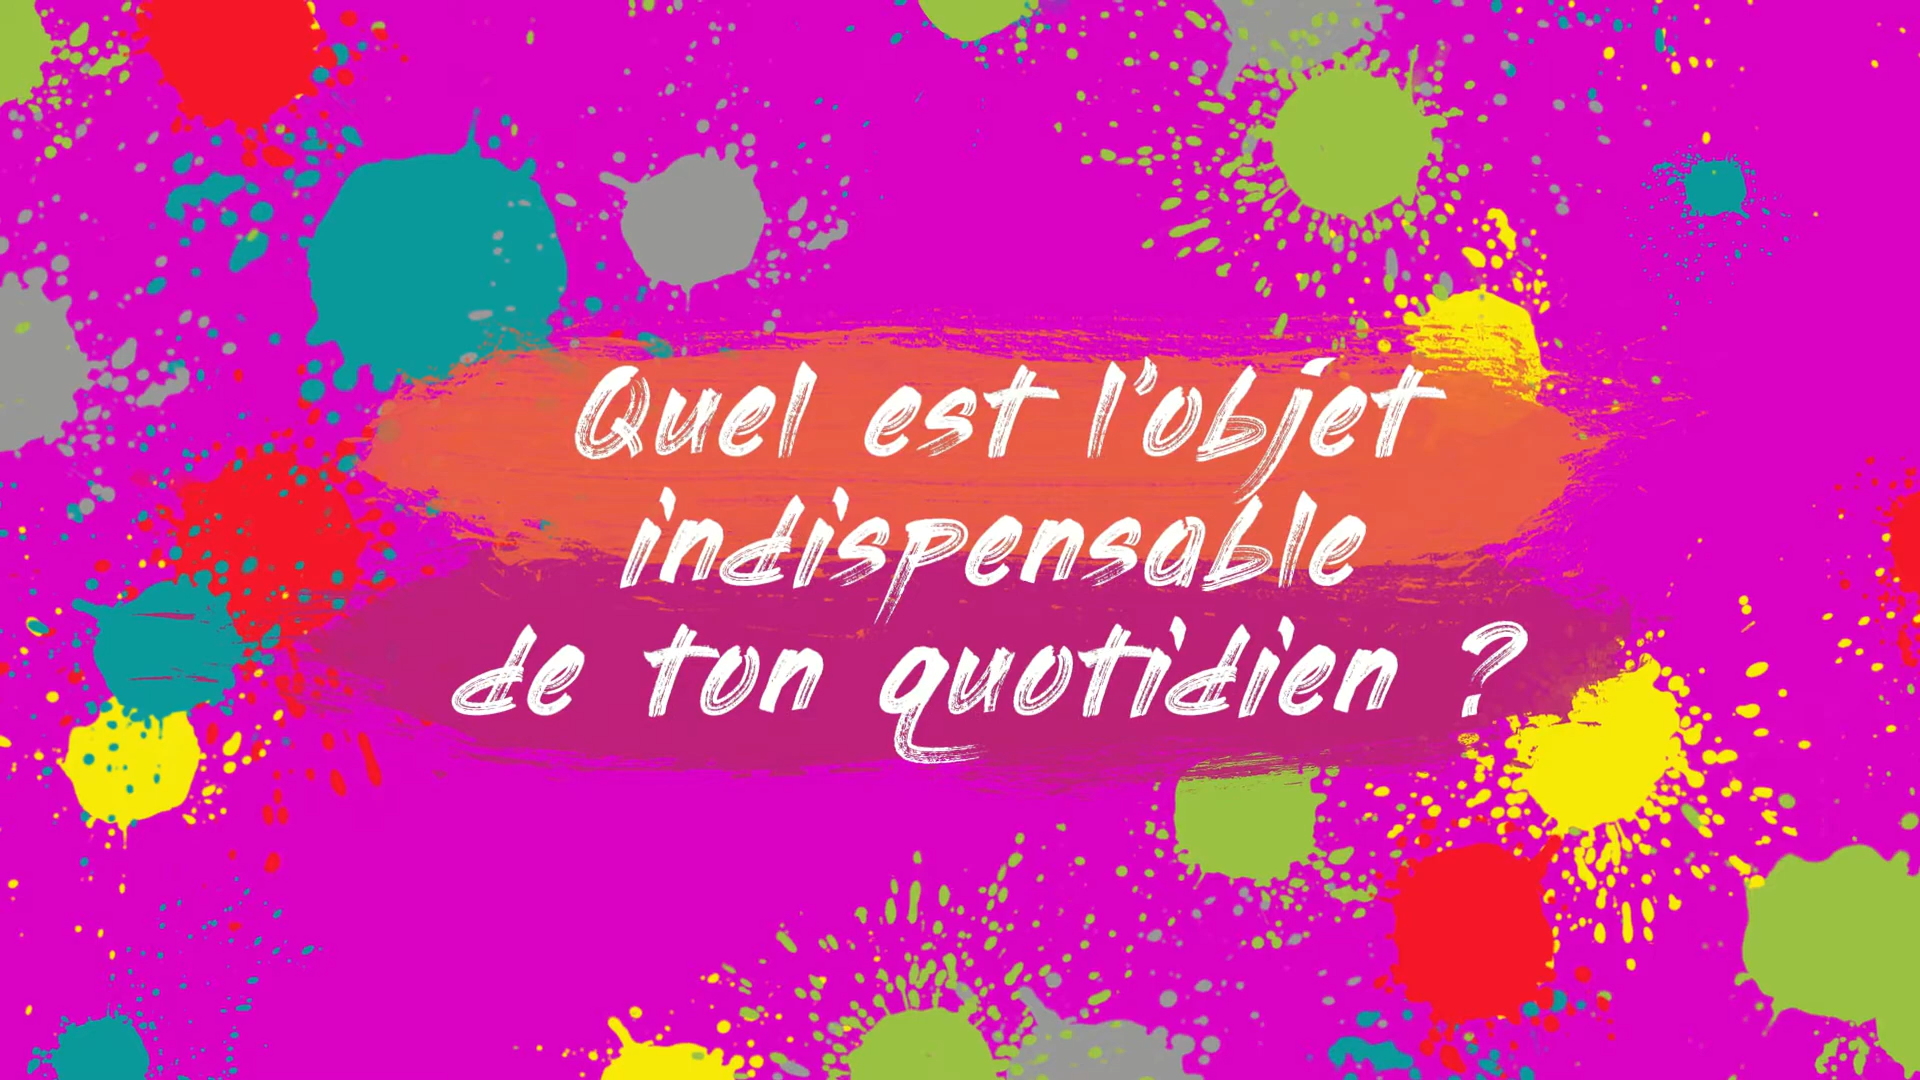 Quel est l'objet
indispensable
de ton quotidien ?